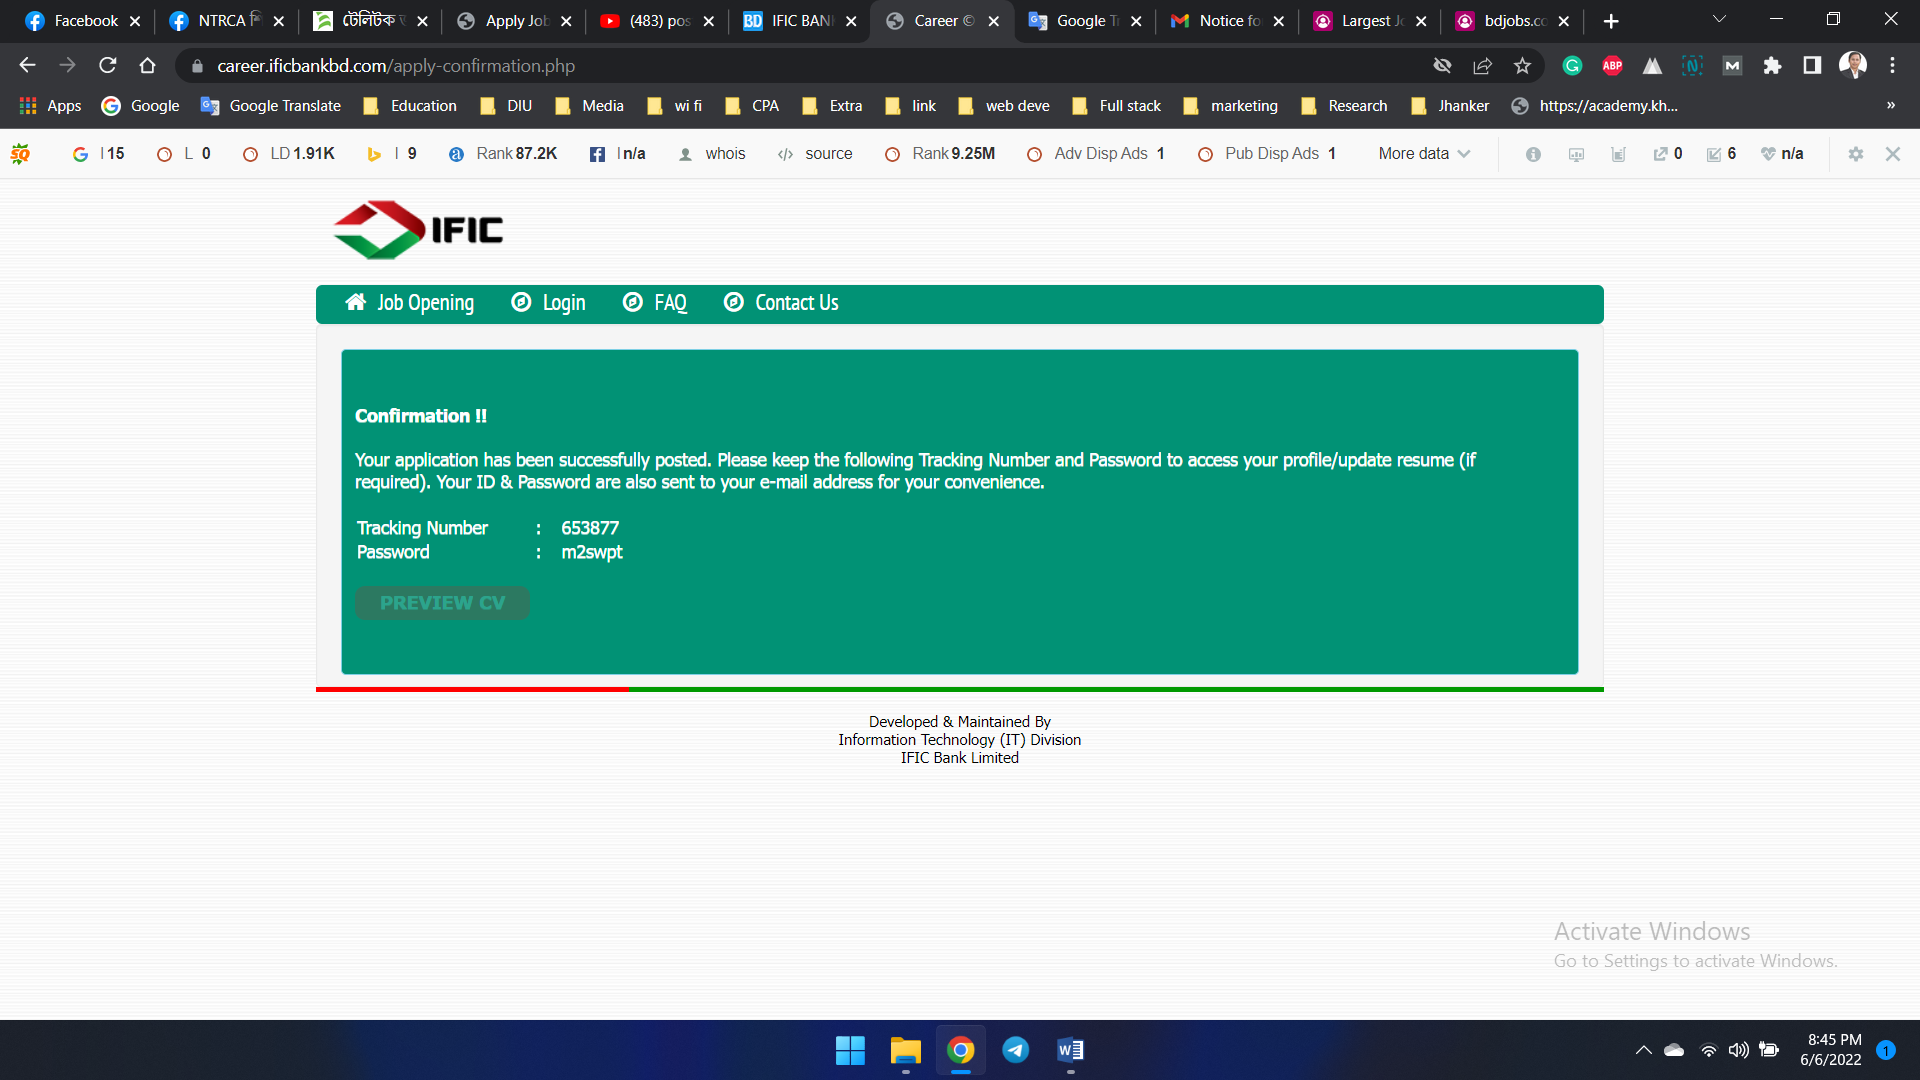 Facebook
NTRCA
টেলিটক
Apply Job
(483) pos
IFIC BAN
Career ©
Google T
Notice fo
Largest J
bdjobs.co
career.ificbankbd.com/apply-confirmation.php
Apps Google Google Translate Education DIU Media wi fi CPA Extra link web deve Full stack marketing Research Jhanker https://academy.kh... »
SQ I 15 L 0 LD 1.91K I 9 Rank 87.2K I n/a whois source Rank 9.25M Adv Disp Ads 1 Pub Disp Ads 1 More data 0 6 n/a
IFIC
Job Opening Login FAQ Contact Us
Confirmation !!
Your application has been successfully posted. Please keep the following Tracking Number and Password to access your profile/update resume (if
required). Your ID & Password are also sent to your e-mail address for your convenience.
Tracking Number : 653877
Password : m2swpt
PREVIEW CV
Developed & Maintained By
Information Technology (IT) Division
IFIC Bank Limited
Activate Windows
Go to Settings to activate Windows.
8:45 PM
6/6/2022
1